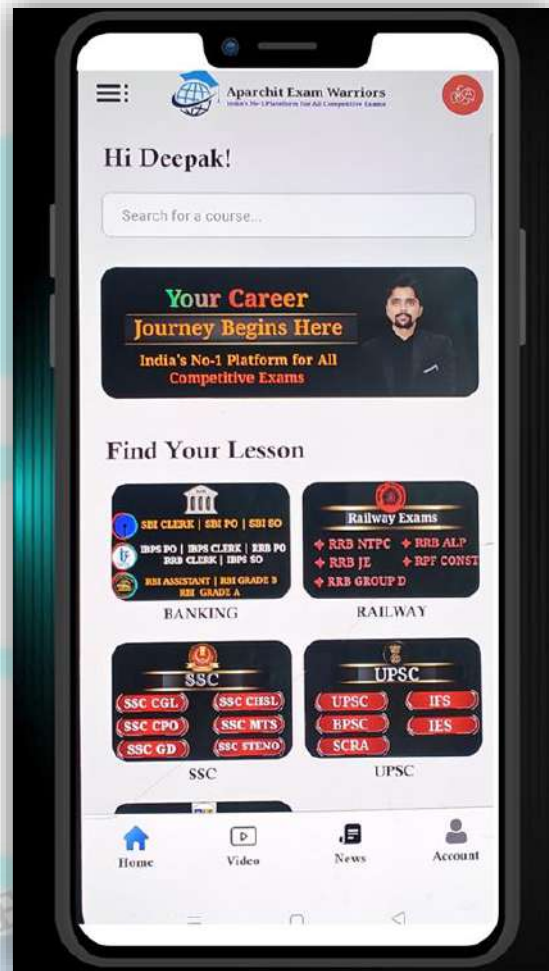 Aparchit Exam Warriors
India's No-1 Platform for All Competitive Exams
Hi Deepak!
Search for a course...
Your Career
Journey Begins Here
India's No-1 Platform for All
Competitive Exams
Find Your Lesson
SBI CLERK | SBI PO | SBI SO
IBPS PO | IBPS CLERK | RRB PO
RRB CLERK | IBPS SO
RBI ASSISTANT | RBI GRADE B
RBI GRADE A
BANKING
Railway Exams
RRB NTPC
RRB ALP
RRB JE
RPF CONST
RRB GROUP D
RAILWAY
SSC
SSC CGL
SSC CHSL
SSC CPO
SSC MTS
SSC GD
SSC STENO
SSC
UPSC
UPSC
IFS
BPSC
IES
SCRA
UPSC
Home
Video
News
Account